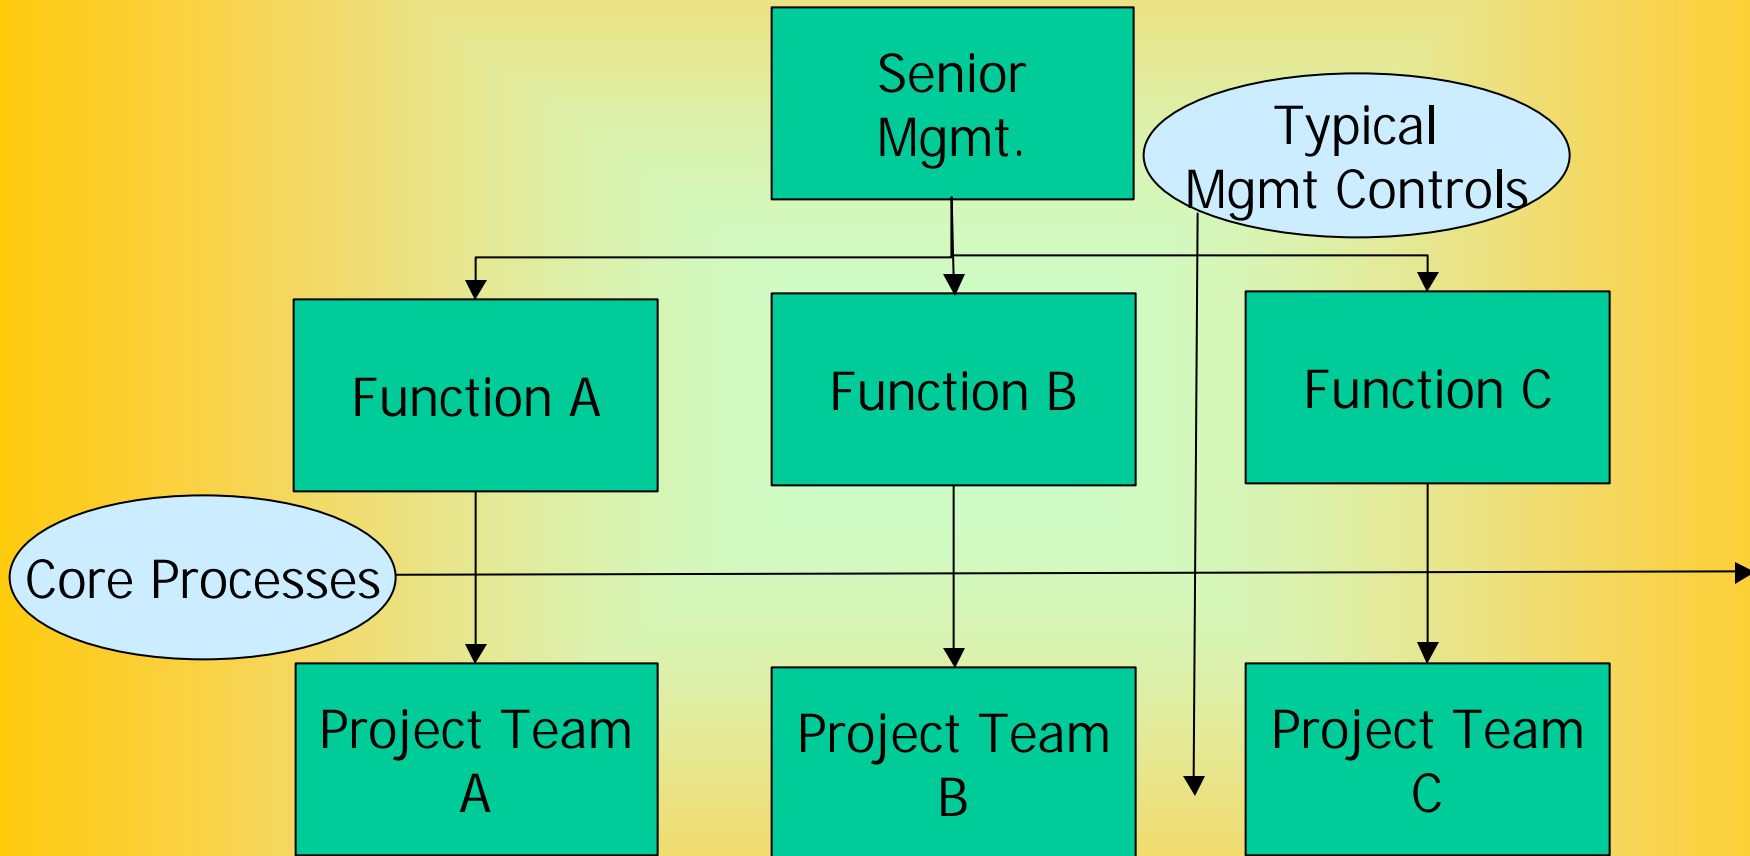 Senior
Mgmt.
Typical
Mgmt Controls
Function A
Function B
Function C
Core Processes
Project Team
A
Project Team
B
Project Team
C